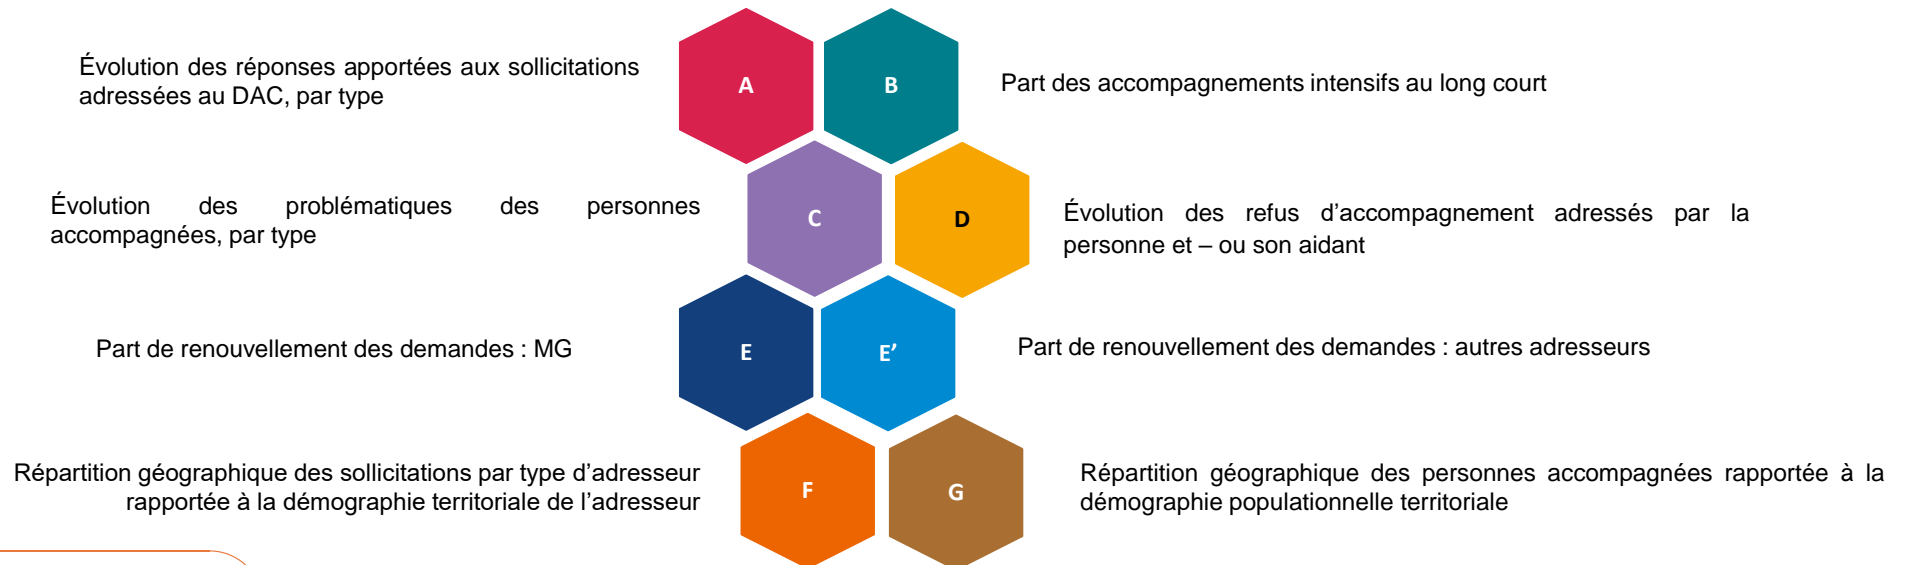 Évolution des réponses apportées aux sollicitations
adressées au DAC, par type
A
B
Part des accompagnements intensifs au long court
Évolution des problématiques des personnes
accompagnées, par type
C
D
Évolution des refus d’accompagnement adressés par la
personne et – ou son aidant
Part de renouvellement des demandes : MG
E
E’
Part de renouvellement des demandes : autres adresseurs
Répartition géographique des sollicitations par type d’adresseur
rapportée à la démographie territoriale de l’adresseur
F
G
Répartition géographique des personnes accompagnées rapportée à la
démographie populationnelle territoriale